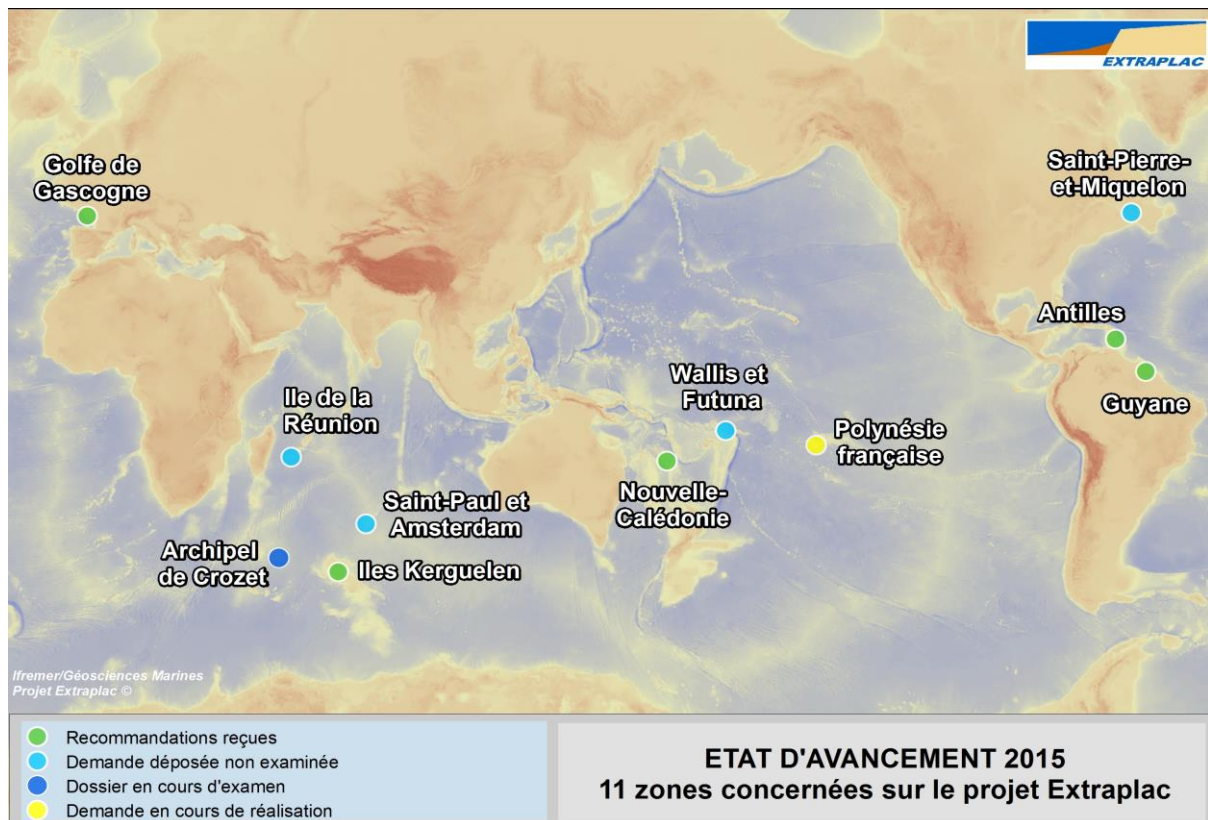 EXTRAPLAC
Golfe de
Gascogne
Saint-Pierre-
et-Miquelon
Antilles
Guyane
Wallis et
Futuna
Ile de la
Réunion
Polynésie
française
Nouvelle-
Calédonie
Saint-Paul et
Amsterdam
Archipel
de Crozet
Iles Kerguelen
Ifremer/Géosciences Marines
Projet Extraplac ©
Recommandations reçues
Demande déposée non examinée
Dossier en cours d'examen
Demande en cours de réalisation
ETAT D'AVANCEMENT 2015
11 zones concernées sur le projet Extraplac